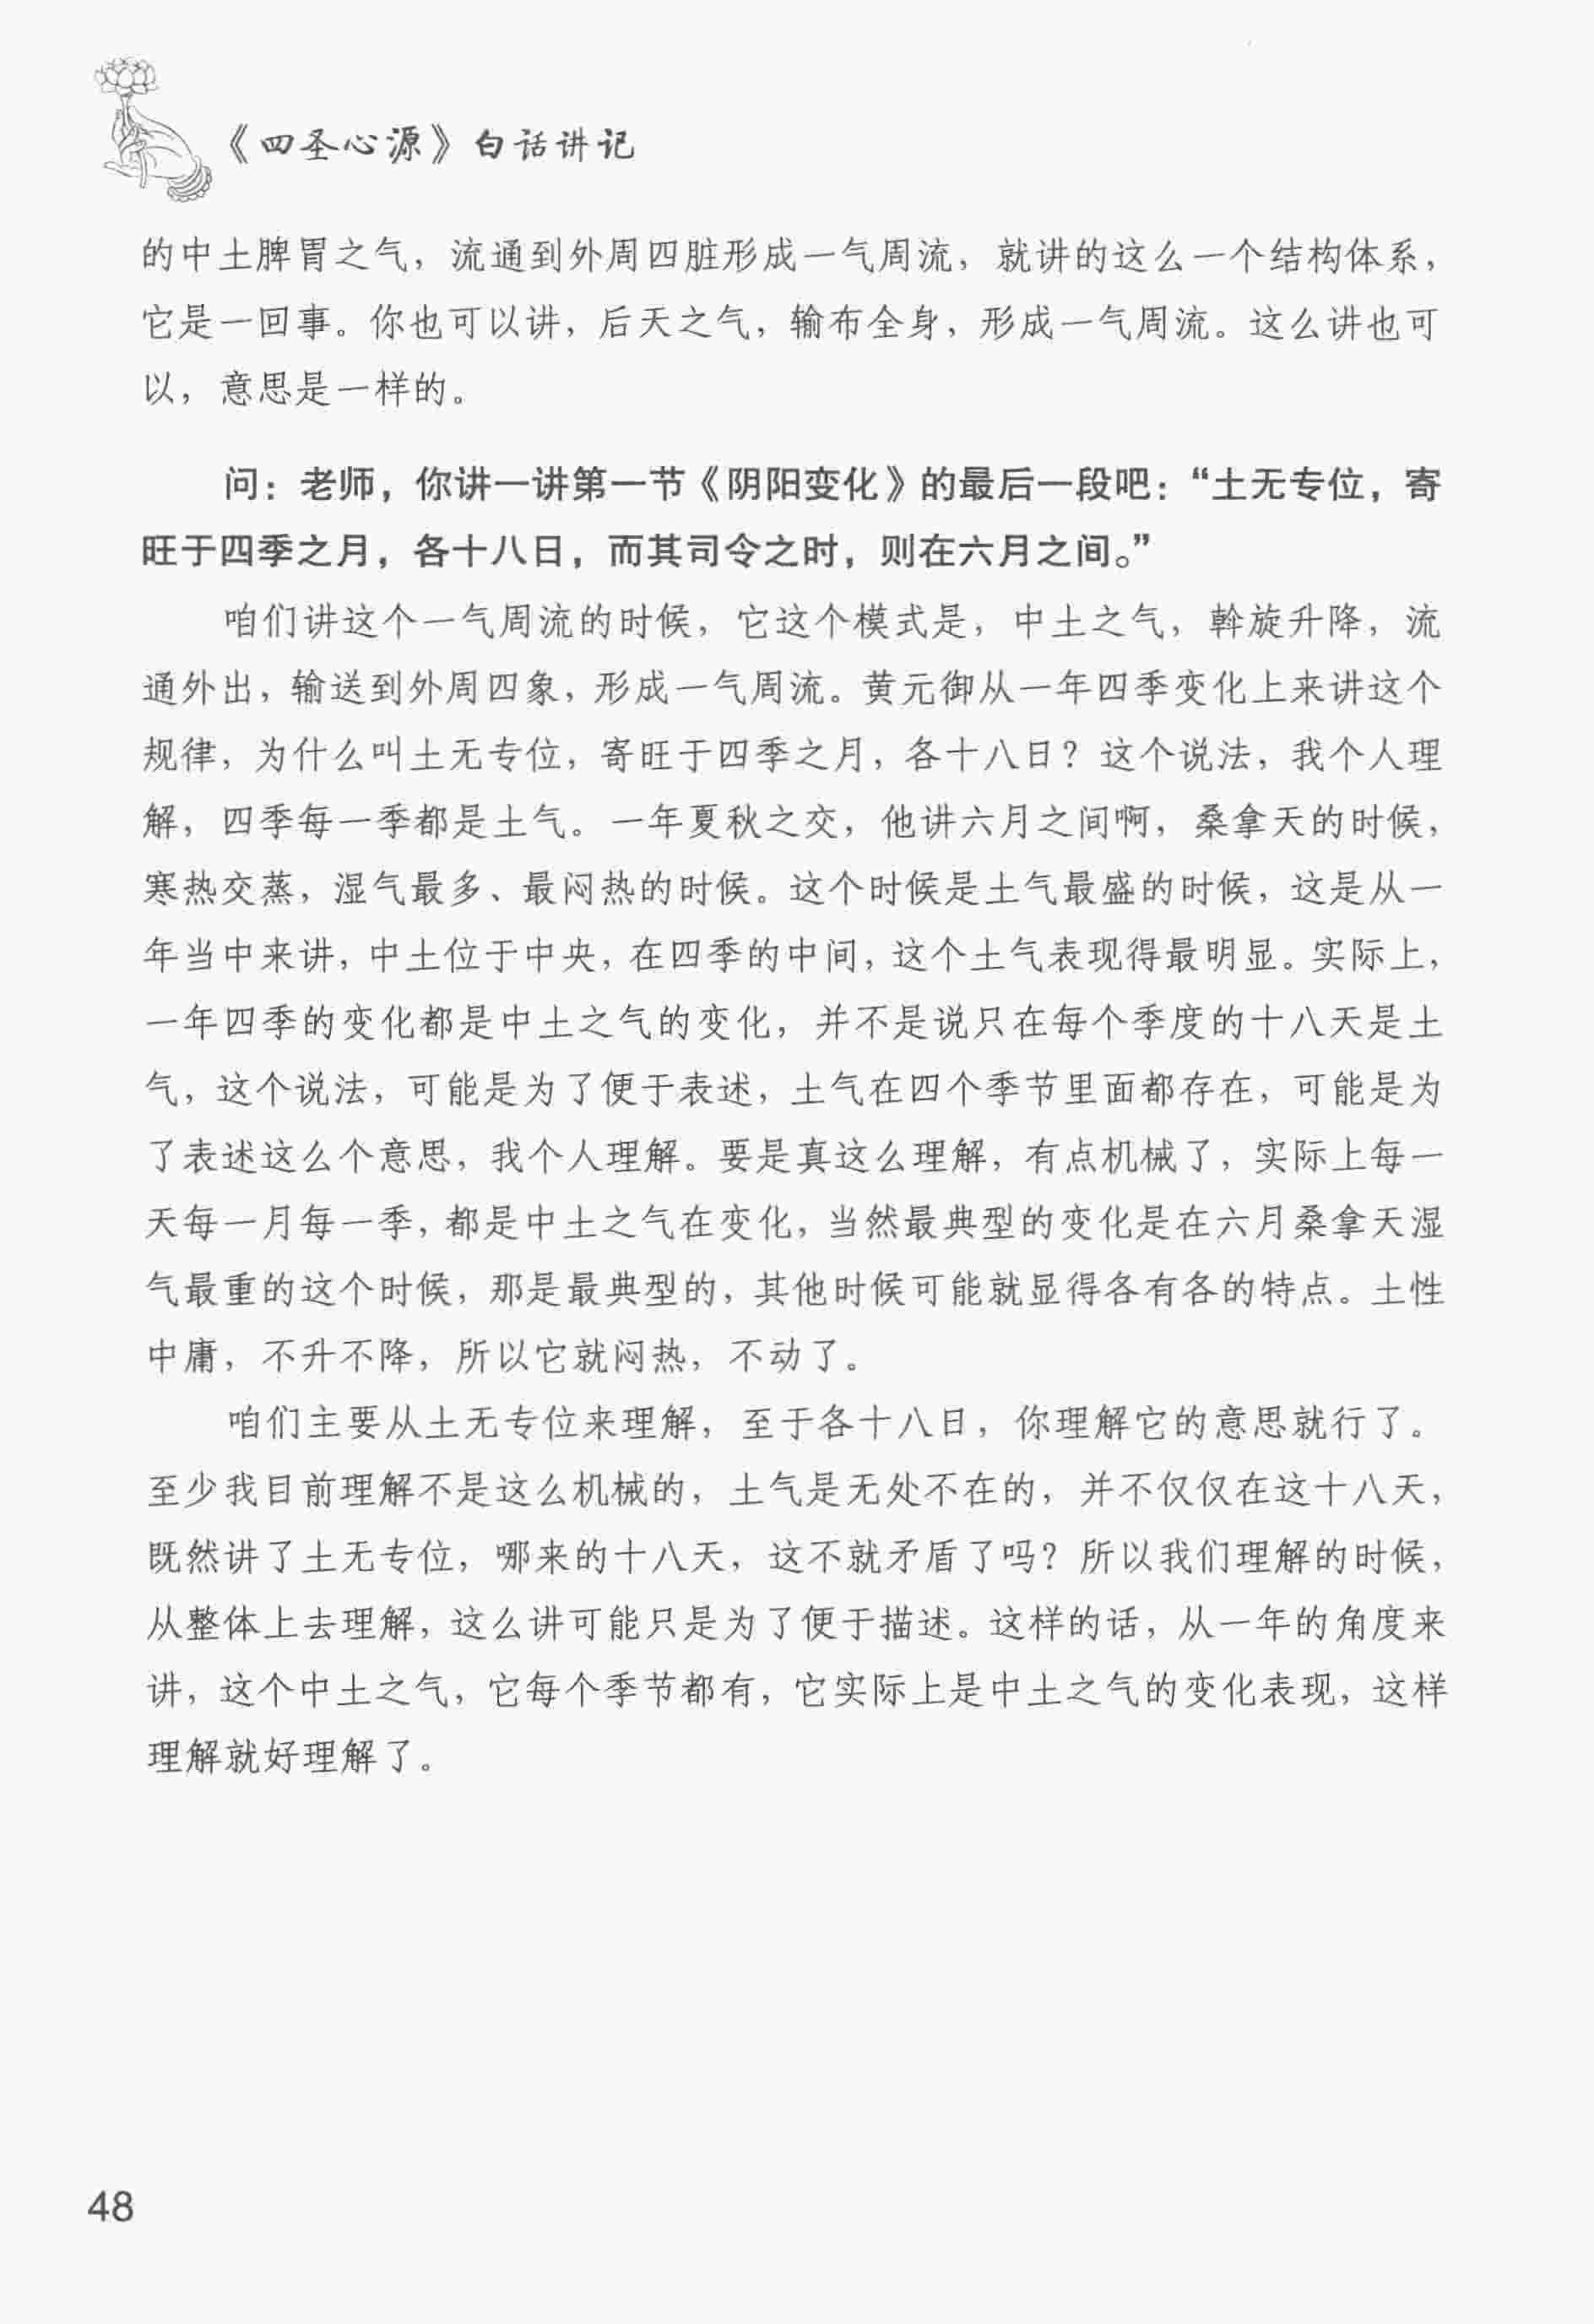 《四圣心源》白话讲记
的中土脾胃之气，流通到外周四脏形成一气周流，就讲的这么一个结构体系，
它是一回事。你也可以讲，后天之气，输布全身，形成一气周流。这么讲也可
以，意思是一样的。
问：老师，你讲一讲第一节《阴阳变化》的最后一段吧：“土无专位，寄
旺于四季之月，各十八日，而其司令之时，则在六月之间。”
咱们讲这个一气周流的时候，它这个模式是，中土之气，斡旋升降，流
通外出，输送到外周四象，形成一气周流。黄元御从一年四季变化上来讲这个
规律，为什么叫土无专位，寄旺于四季之月，各十八日？这个说法，我个人理
解，四季每一季都是土气。一年夏秋之交，他讲六月之间啊，桑拿天的时候，
寒热交蒸，湿气最多、最闷热的时候。这个时候是土气最盛的时候，这是从一
年当中来讲，中土位于中央，在四季的中间，这个土气表现得最明显。实际上，
一年四季的变化都是中土之气的变化，并不是说只在每个季度的十八天是土
气，这个说法，可能是为了便于表述，土气在四个季节里面都存在，可能是为
了表述这么个意思，我个人理解。要是真这么理解，有点机械了，实际上每一
天每一月每一季，都是中土之气在变化，当然最典型的变化是在六月桑拿天湿
气最重的这个时候，那是最典型的，其他时候可能就显得各有各的特点。土性
中庸，不升不降，所以它就闷热，不动了。
咱们主要从土无专位来理解，至于各十八日，你理解它的意思就行了。
至少我目前理解不是这么机械的，土气是无处不在的，并不仅仅在这十八天，
既然讲了土无专位，哪来的十八天，这不就矛盾了吗？所以我们理解的时候，
从整体上去理解，这么讲可能只是为了便于描述。这样的话，从一年的角度来
讲，这个中土之气，它每个季节都有，它实际上是中土之气的变化表现，这样
理解就好理解了。
48